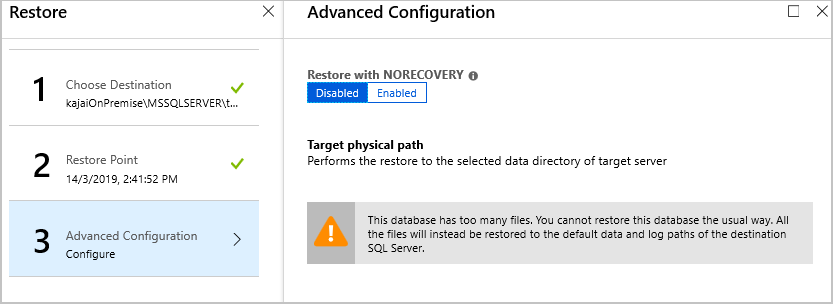 Restore
1
Choose Destination
kajaiOnPremise\MSSQLSERVER\t...
2
Restore Point
14/3/2019, 2:41:52 PM
3
Advanced Configuration
Configure
Advanced Configuration
Restore with NORECOVERY
Disabled
Enabled
Target physical path
Performs the restore to the selected data directory of target server
This database has too many files. You cannot restore this database the usual way. All
the files will instead be restored to the default data and log paths of the destination
SQL Server.